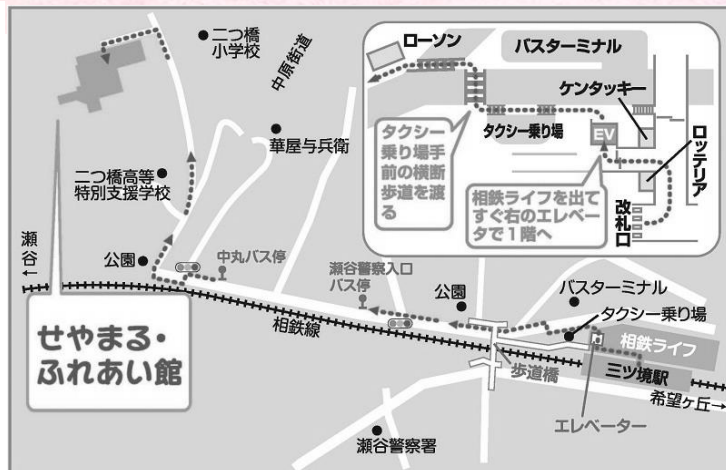 二つ橋
小学校
中原街道
華屋与兵衛
二つ橋高等
特別支援学校
瀬谷←
公園
中丸バス停
瀬谷警察入口
バス停
公園
バスターミナル
タクシー乗り場
相鉄ライフ
相鉄線
三ツ境駅
歩道橋
希望ヶ丘→
エレベーター
瀬谷警察署
せやまる・
ふれあい館
ローソン
バスターミナル
ケンタッキー
タクシー乗り場
EV
ロッテリア
タクシー
乗り場手
前の横断
歩道を渡
る
相鉄ライフを出て
すぐ右のエレベー
タで1階へ
改札口